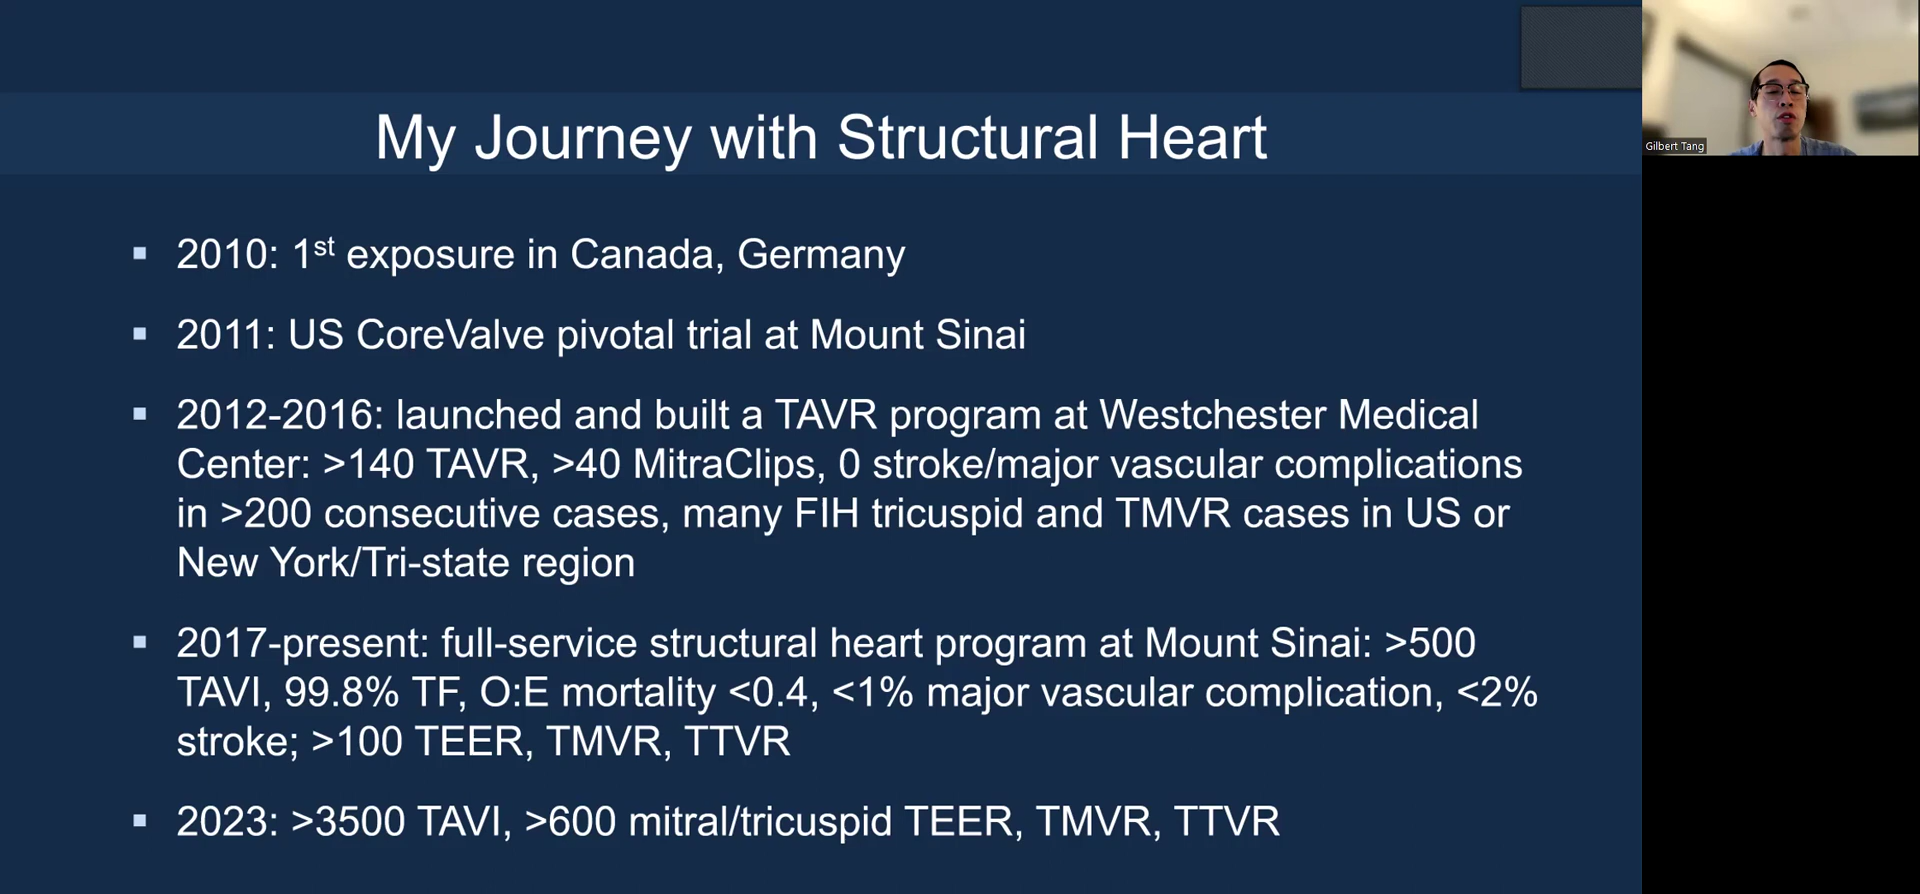 My Journey with Structural Heart
Gilbert Tang
▪ 2010: 1st exposure in Canada, Germany
▪ 2011: US CoreValve pivotal trial at Mount Sinai
▪ 2012-2016: launched and built a TAVR program at Westchester Medical
Center: >140 TAVR, >40 MitraClips, 0 stroke/major vascular complications
in >200 consecutive cases, many FIH tricuspid and TMVR cases in US or
New York/Tri-state region
▪ 2017-present: full-service structural heart program at Mount Sinai: >500
TAVI, 99.8% TF, O:E mortality <0.4, <1% major vascular complication, <2%
stroke; >100 TEER, TMVR, TTVR
▪ 2023: >3500 TAVI, >600 mitral/tricuspid TEER, TMVR, TTVR